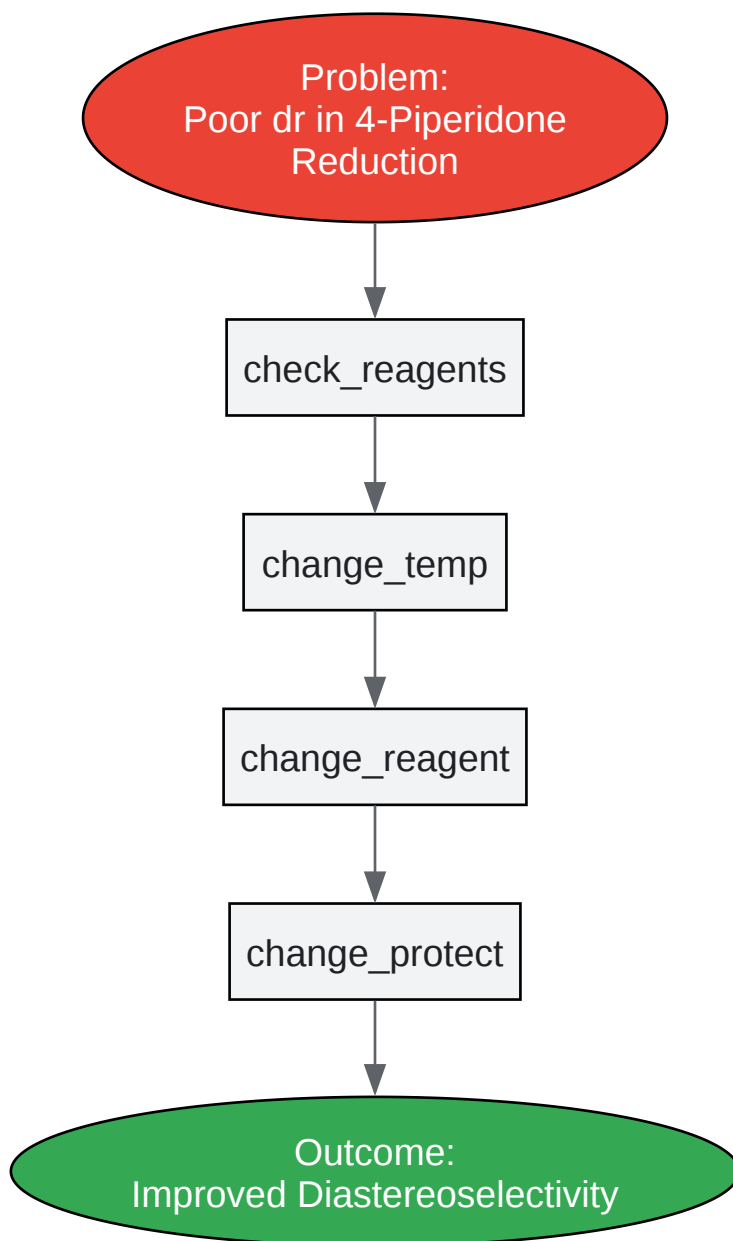 Problem:
Poor dr in 4-Piperidone
Reduction
check_reagents
change_temp
change_reagent
change_protect
Outcome:
Improved Diastereoselectivity